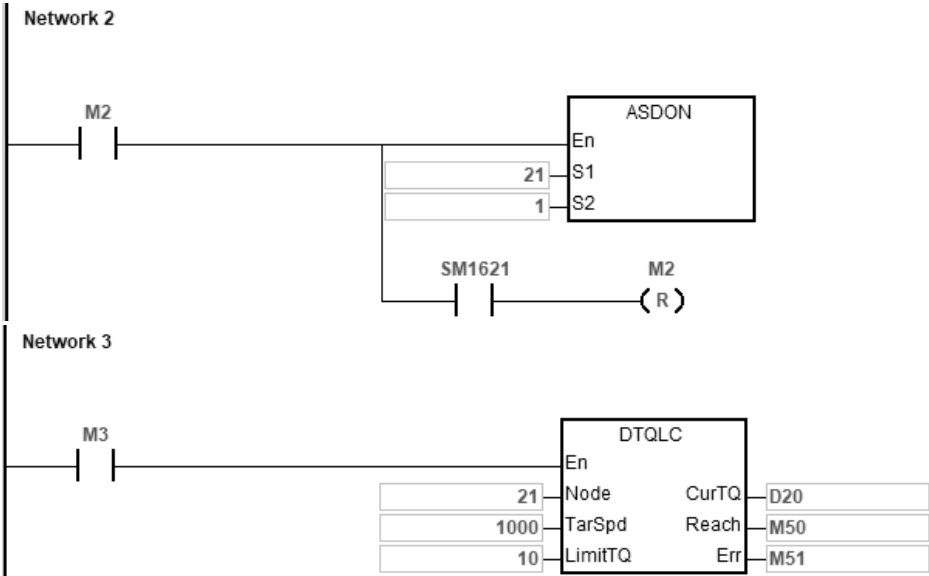 Network 2
M2
ASDON
En
21 S1
1 S2
SM1621 M2
R
Network 3
M3
DTQLC
En
21 Node CurTQ D20
1000 TarSpd Reach M50
10 LimitTQ Err M51